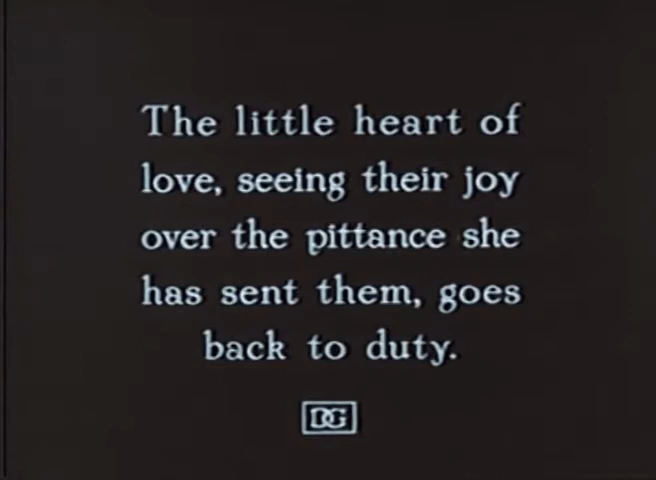 The little heart of
love, seeing their joy
over the pittance she
has sent them, goes
back to duty.
DG